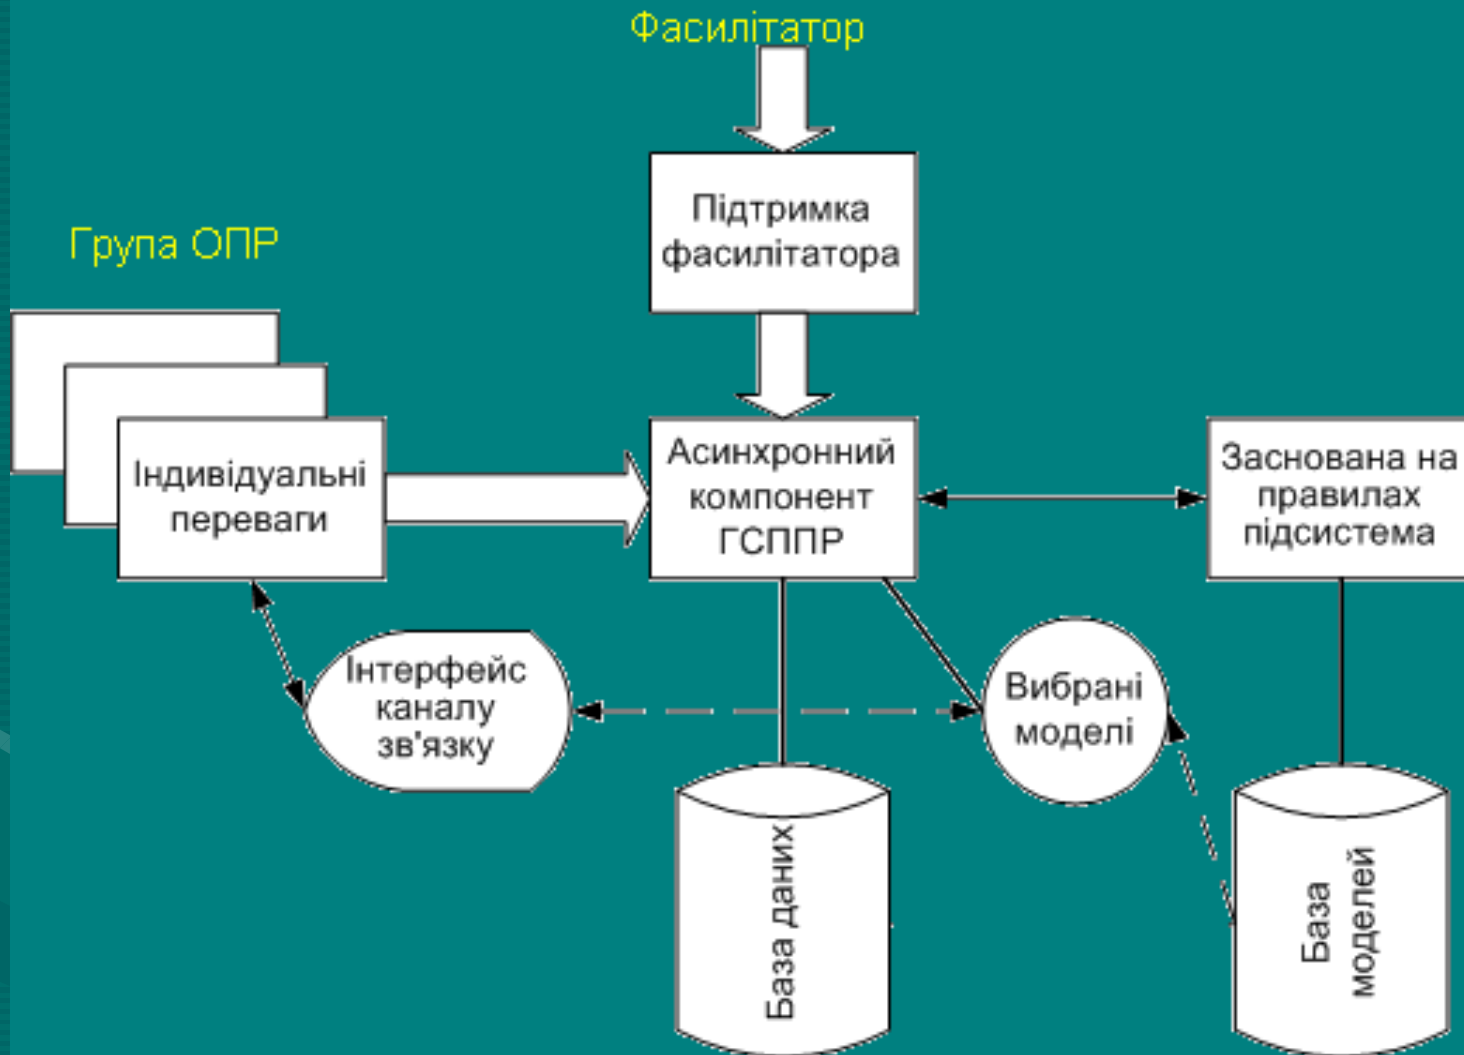 Фасилітатор
Підтримка
фасилітатора
Група ОПР
Індивідуальні
переваги
Асинхронний
компонент
ГСППР
Заснована на
правилах
підсистема
Інтерфейс
каналу
зв'язку
Вибрані
моделі
База даних
База
моделей